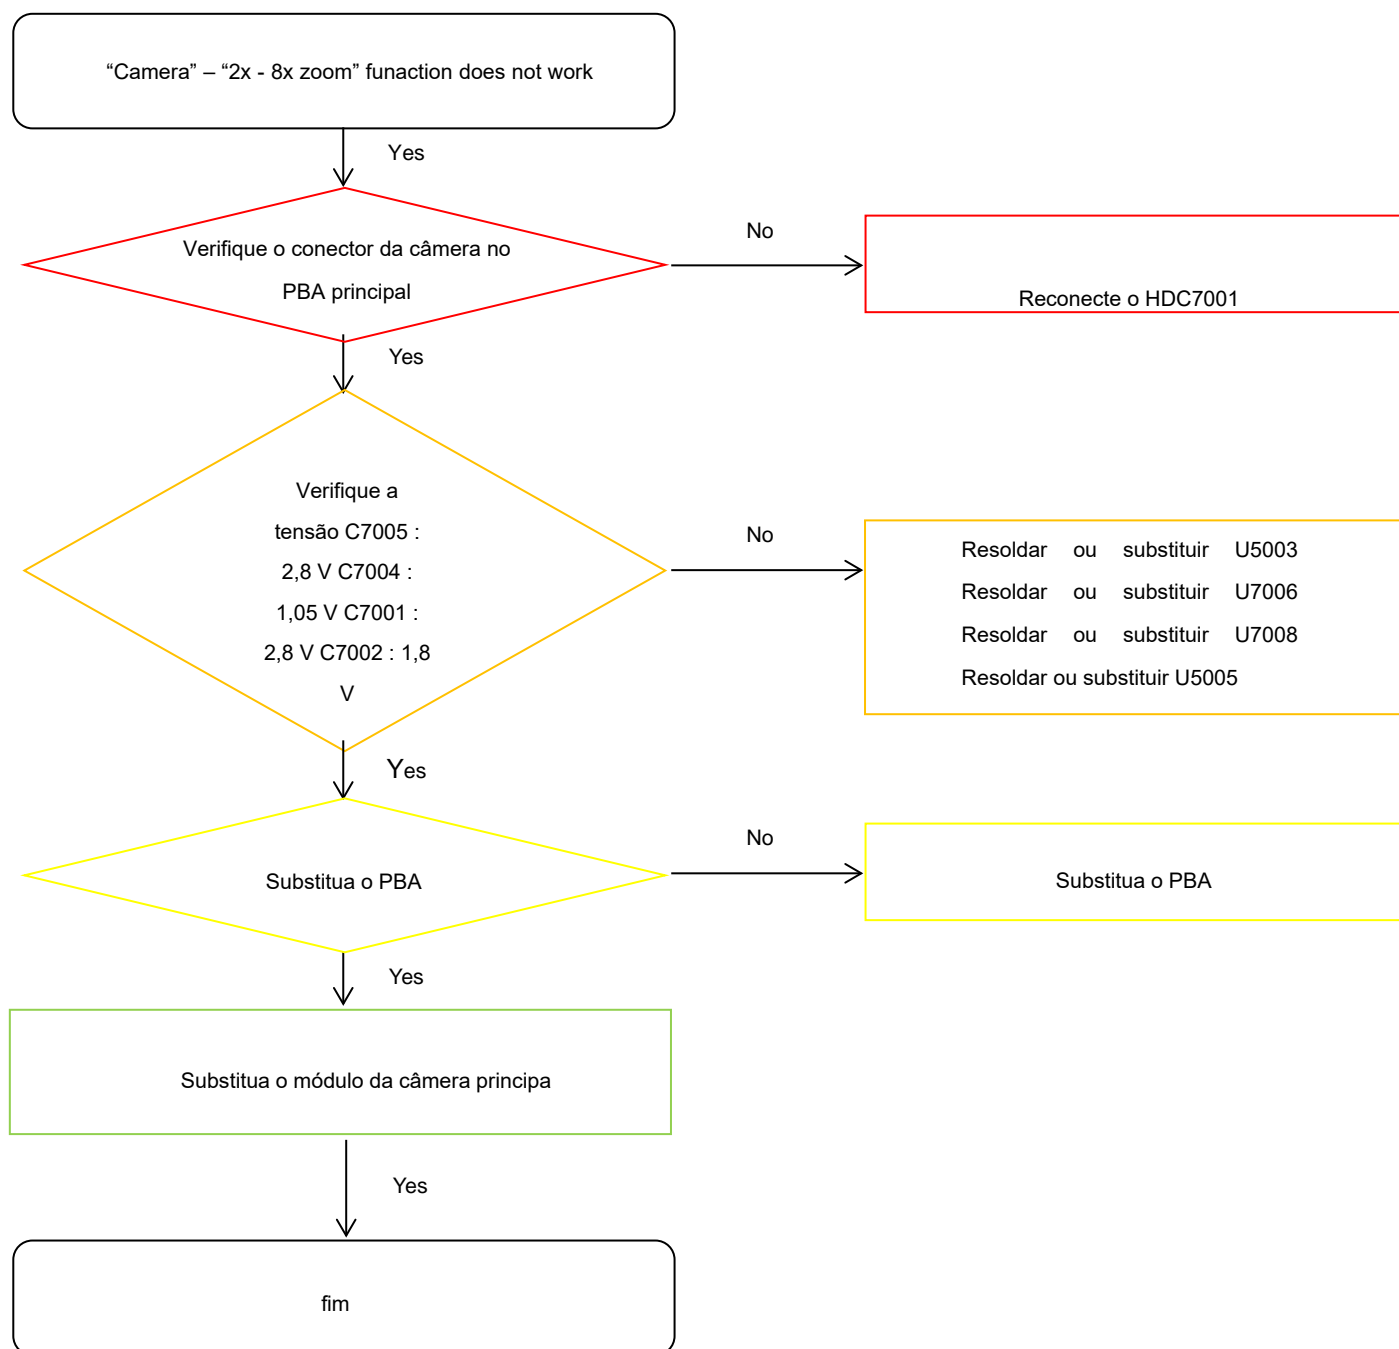 “Camera” – “2x - 8x zoom” funaction does not work
Yes
Verifique o conector da câmera no
PBA principal
No
Reconecte o HDC7001
Yes
Verifique a
tensão C7005 :
2,8 V C7004 :
1,05 V C7001 :
2,8 V C7002 : 1,8
V
No
Resoldar ou substituir U5003
Resoldar ou substituir U7006
Resoldar ou substituir U7008
Resoldar ou substituir U5005
Yes
Substitua o PBA
No
Substitua o PBA
Yes
Substitua o módulo da câmera principa
Yes
fim